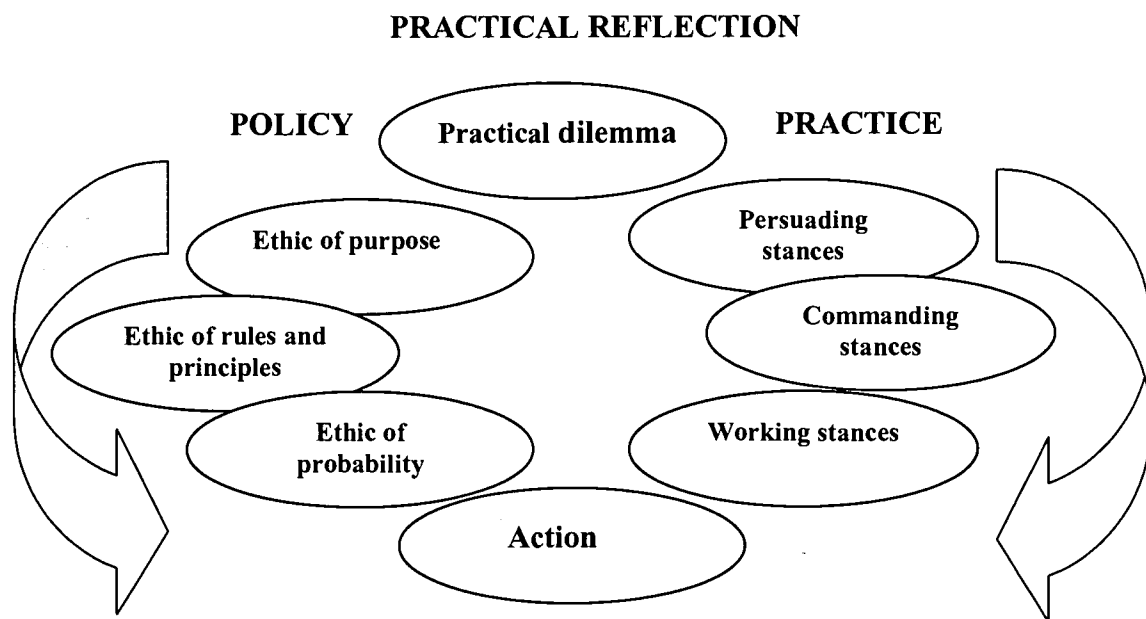 PRACTICAL REFLECTION
POLICY
Practical dilemma
PRACTICE
Ethic of purpose
Persuading
stances
Ethic of rules and
principles
Commanding
stances
Ethic of
probability
Working stances
Action